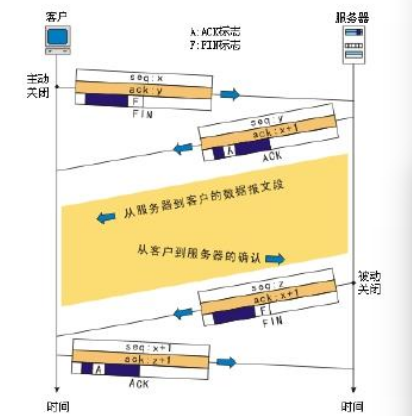 客户
服务器
A:ACK标志
F:FIN标志
主动
关闭
seq:x
ack:y
F
FIN
seq:y
ack:x+1
A
ACK
从服务器到客户的数据报文段
从客户到服务器的确认
被动
关闭
seq:z
ack:x+1
F
FIN
seq:x+1
ack:z+1
A
ACK
时间
时间